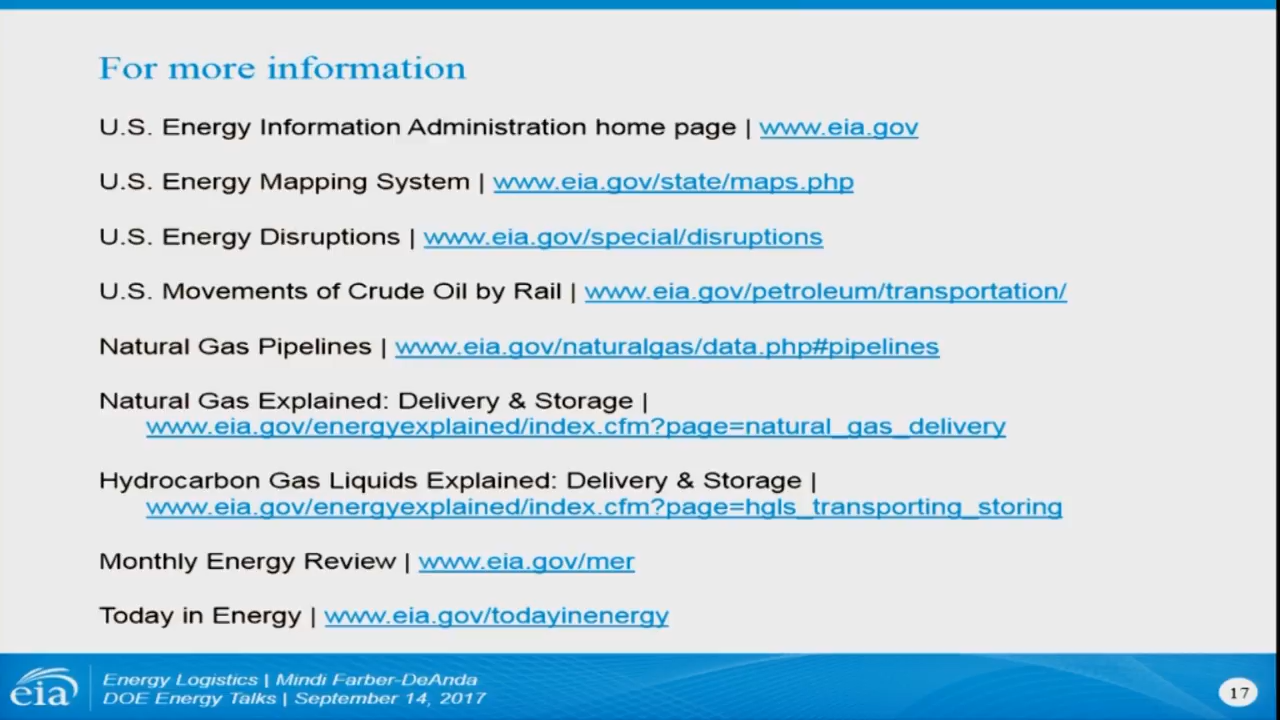 For more information
U.S. Energy Information Administration home page | www.eia.gov
U.S. Energy Mapping System | www.eia.gov/state/maps.php
U.S. Energy Disruptions | www.eia.gov/special/disruptions
U.S. Movements of Crude Oil by Rail | www.eia.gov/petroleum/transportation/
Natural Gas Pipelines | www.eia.gov/naturalgas/data.php#pipelines
Natural Gas Explained: Delivery & Storage |
www.eia.gov/energyexplained/index.cfm?page=natural_gas_delivery
Hydrocarbon Gas Liquids Explained: Delivery & Storage |
www.eia.gov/energyexplained/index.cfm?page=hgls_transporting_storing
Monthly Energy Review | www.eia.gov/mer
Today in Energy | www.eia.gov/todayinenergy
eia
Energy Logistics | Mindi Farber-DeAnda
DOE Energy Talks | September 14, 2017
17